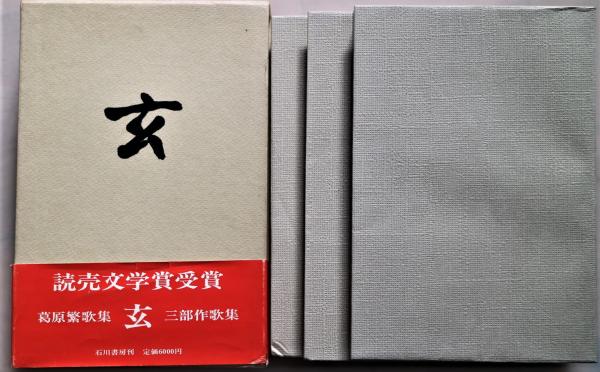 玄
読売文学賞受賞
葛原繁歌集 玄 三部作歌集
石川書房刊 定価6000円